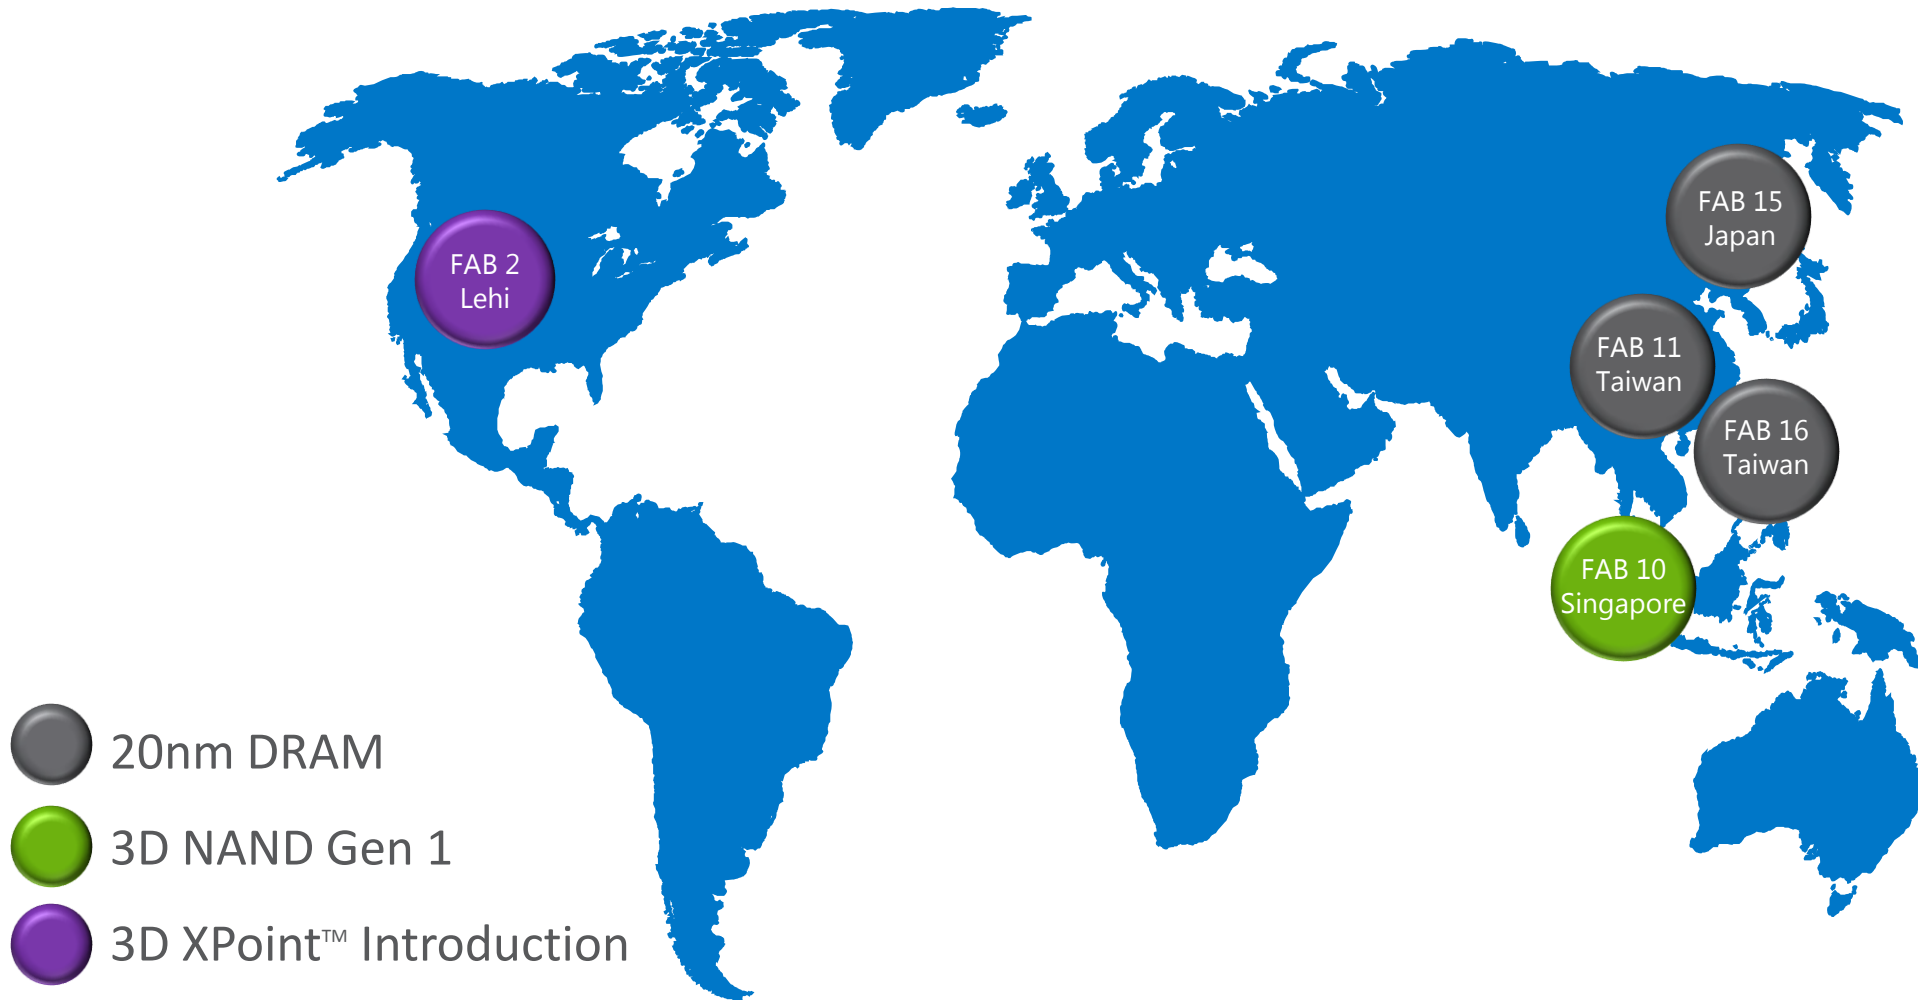 FAB 15
Japan
FAB 2
Lehi
FAB 11
Taiwan
FAB 16
Taiwan
FAB 10
Singapore
20nm DRAM
3D NAND Gen 1
3D XPoint™ Introduction